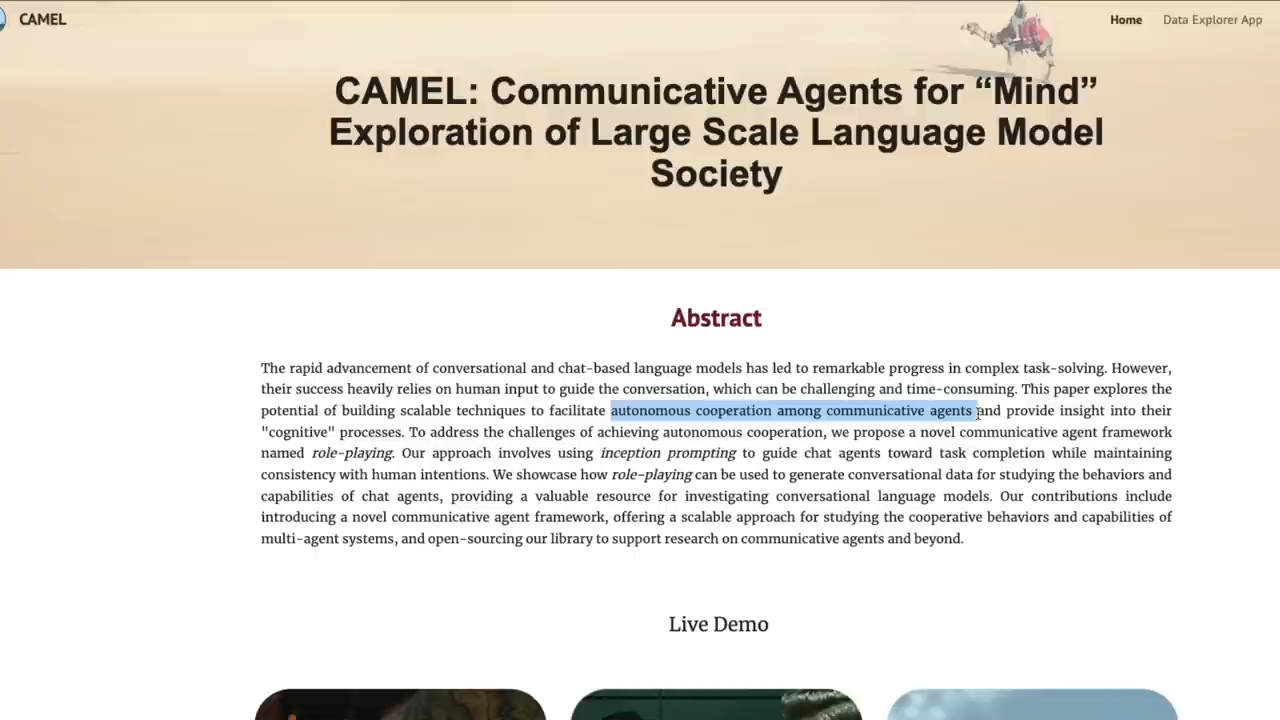 CAMEL
Home
Data Explorer App
CAMEL: Communicative Agents for “Mind”
Exploration of Large Scale Language Model
Society
Abstract
The rapid advancement of conversational and chat-based language models has led to remarkable progress in complex task-solving. However,
their success heavily relies on human input to guide the conversation, which can be challenging and time-consuming. This paper explores the
potential of building scalable techniques to facilitate autonomous cooperation among communicative agents and provide insight into their
"cognitive" processes. To address the challenges of achieving autonomous cooperation, we propose a novel communicative agent framework
named role-playing. Our approach involves using inception prompting to guide chat agents toward task completion while maintaining
consistency with human intentions. We showcase how role-playing can be used to generate conversational data for studying the behaviors and
capabilities of chat agents, providing a valuable resource for investigating conversational language models. Our contributions include
introducing a novel communicative agent framework, offering a scalable approach for studying the cooperative behaviors and capabilities of
multi-agent systems, and open-sourcing our library to support research on communicative agents and beyond.
Live Demo